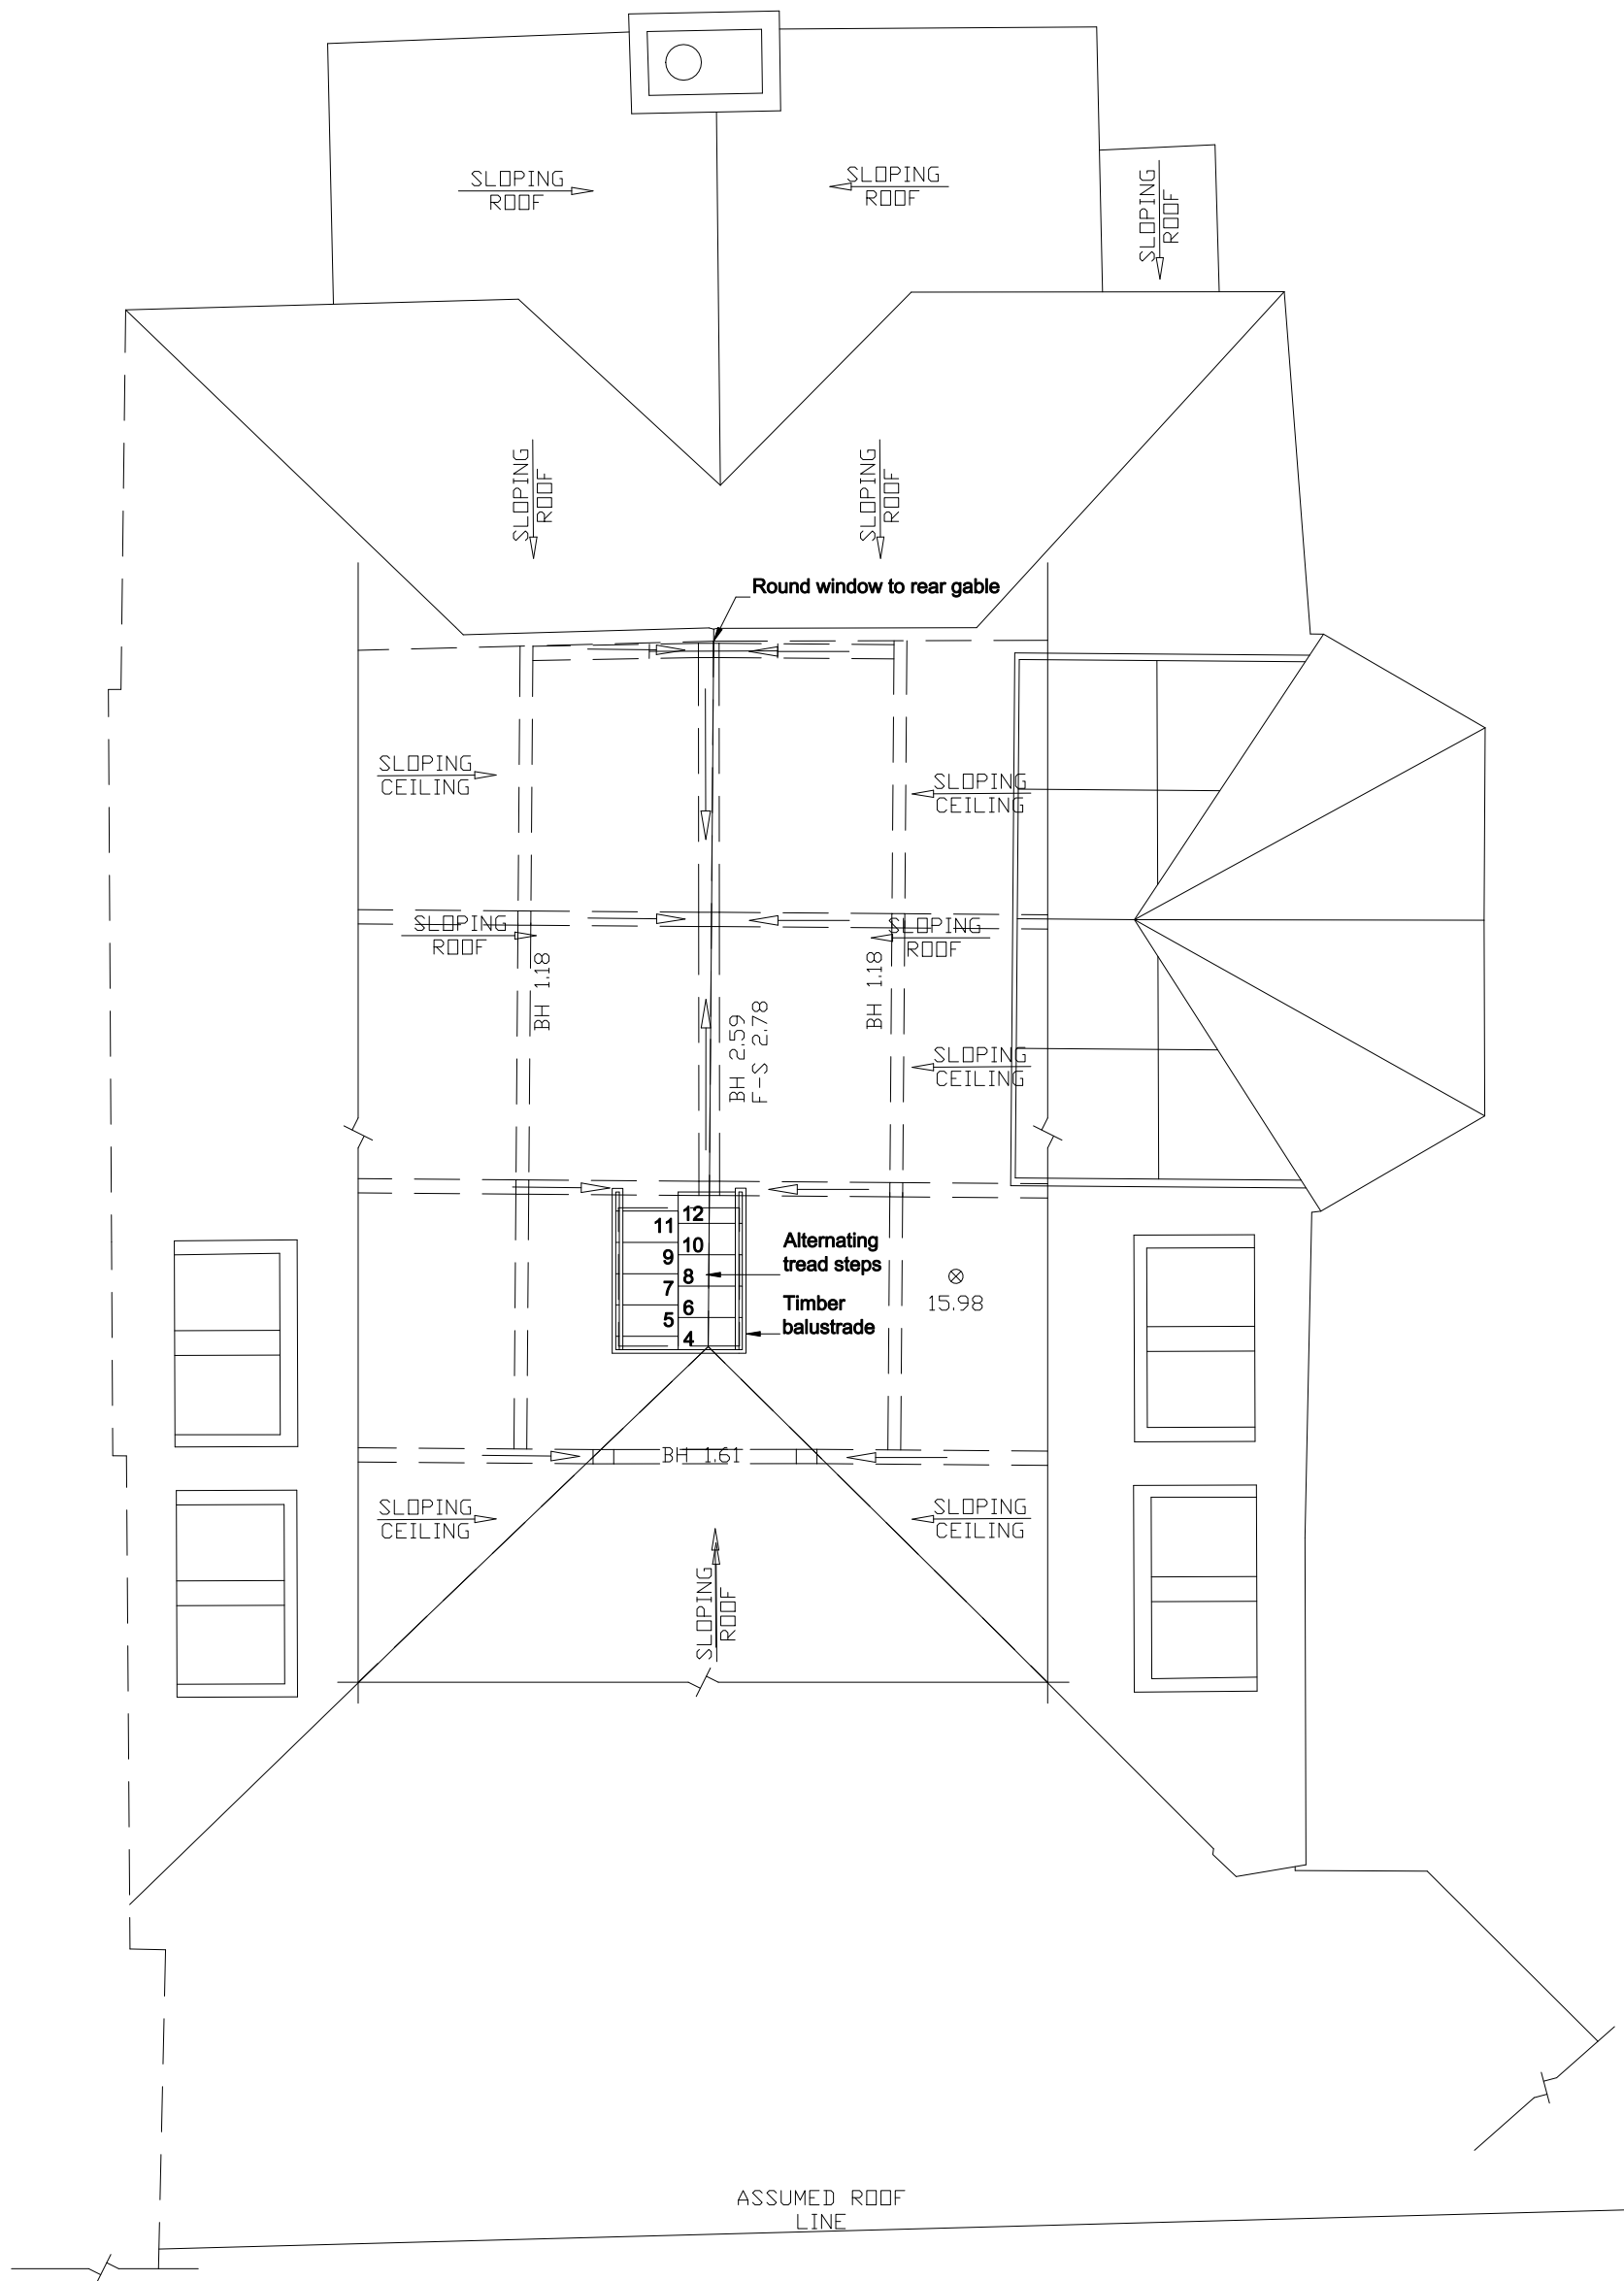 SLOPING
ROOF
SLOPING
ROOF
SLOPING
ROOF
SLOPING
ROOF
SLOPING
ROOF
Round window to rear gable
SLOPING
CEILING
SLOPING
CEILING
SLOPING
ROOF
SLOPING
ROOF
BH 1.18
BH 1.18
BH 2.59
F-S 2.78
SLOPING
CEILING
12
11
10
9
8
7
6
5
4
Alternating
tread steps
Timber
balustrade
15.98
BH 1.61
SLOPING
CEILING
SLOPING
CEILING
SLOPING
ROOF
ASSUMED ROOF
LINE